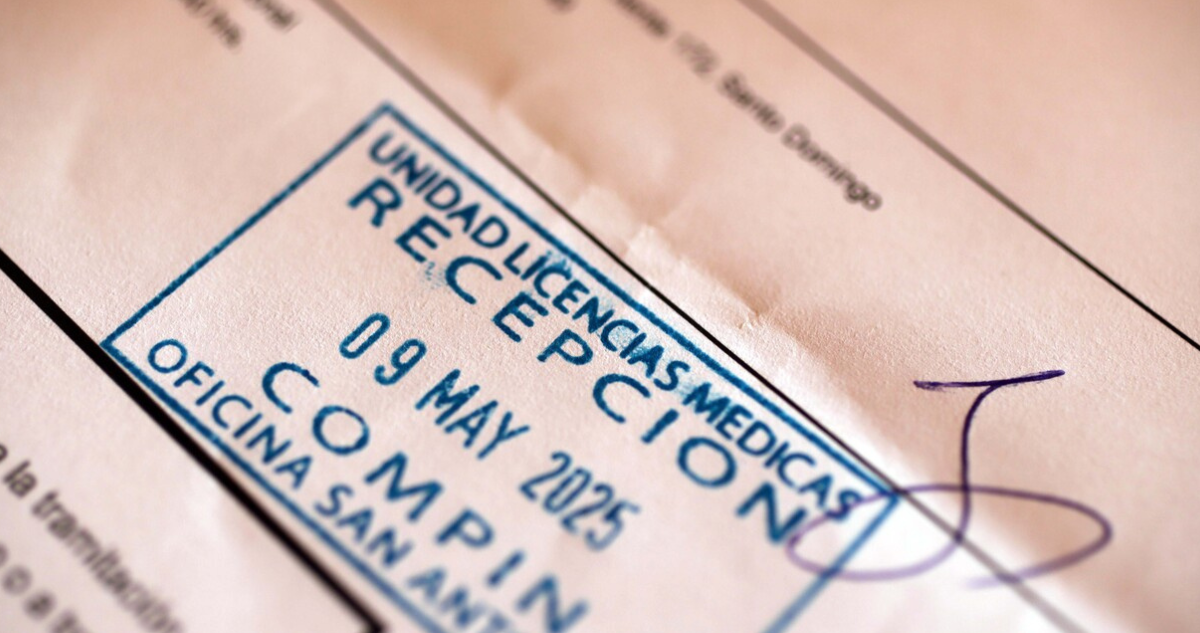 Santo Domingo
UNIDAD LICENCIAS MEDICAS
RECEPCION
09 MAY 2025
COMPIN
OFICINA SAN
la tramitación
o a